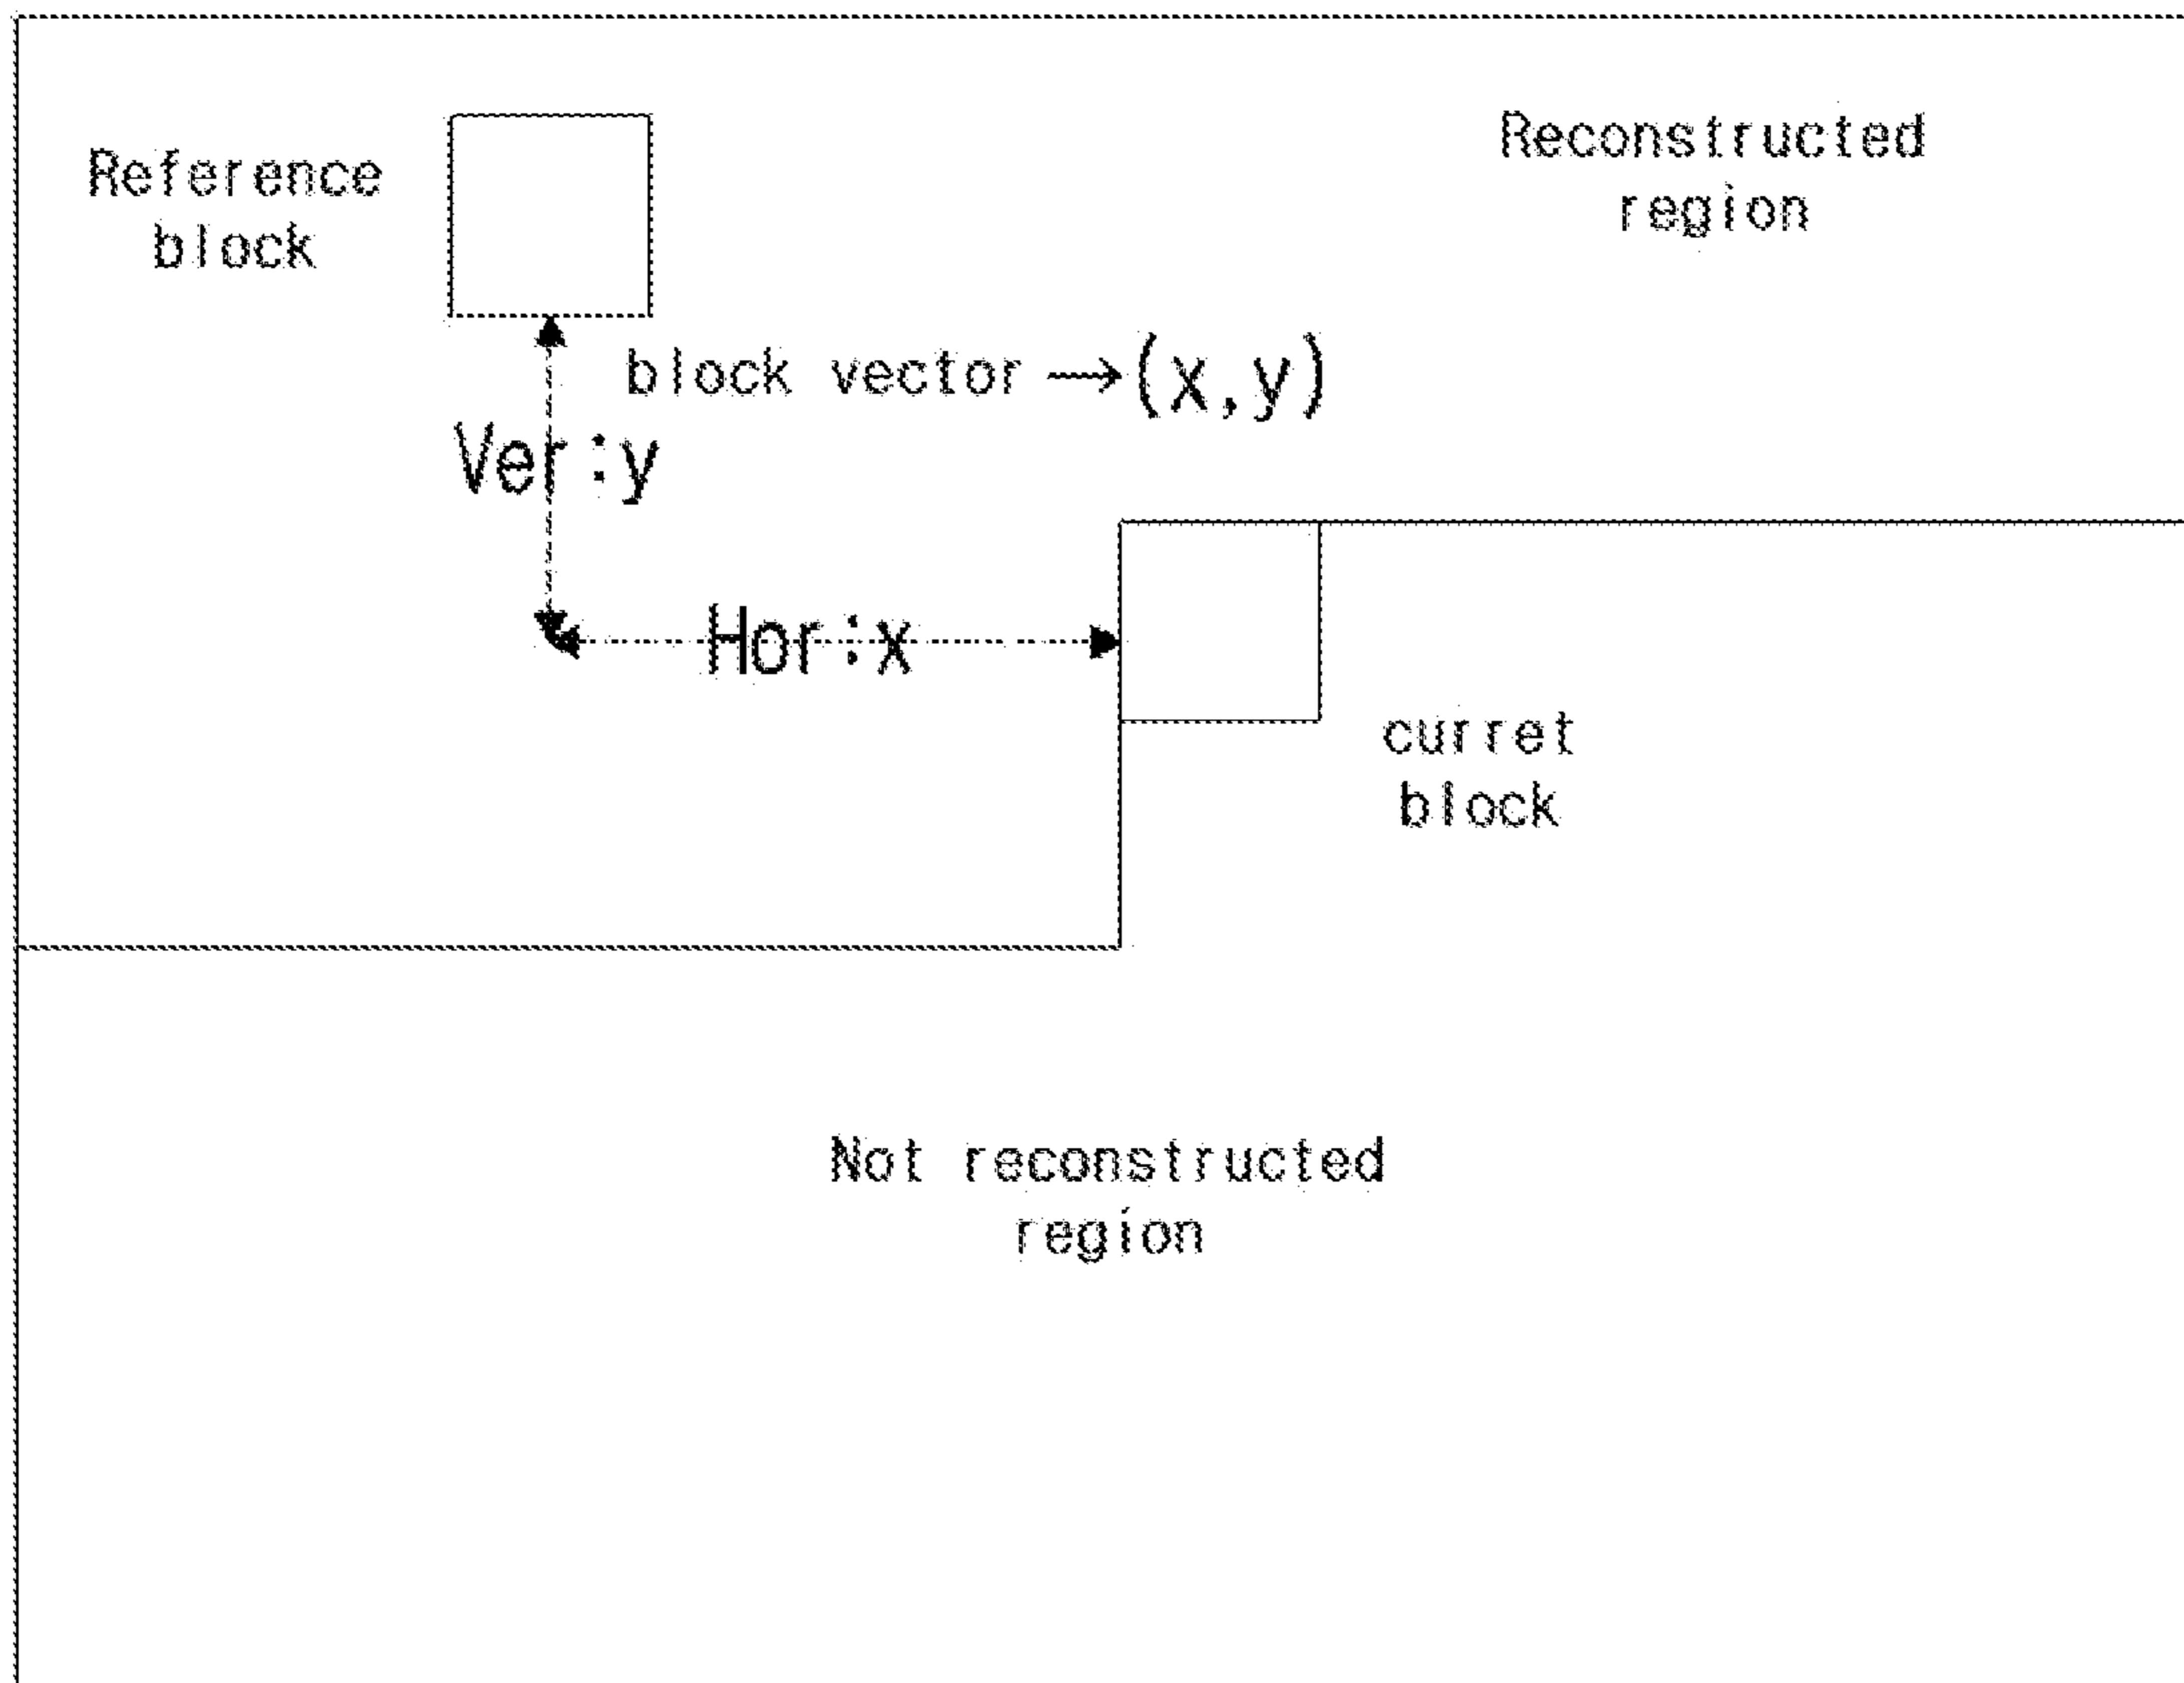 Reference
block
Reconstructed
region
block vector →(x,y)
Ver:y
Hor:x
curret
block
Not reconstructed
region